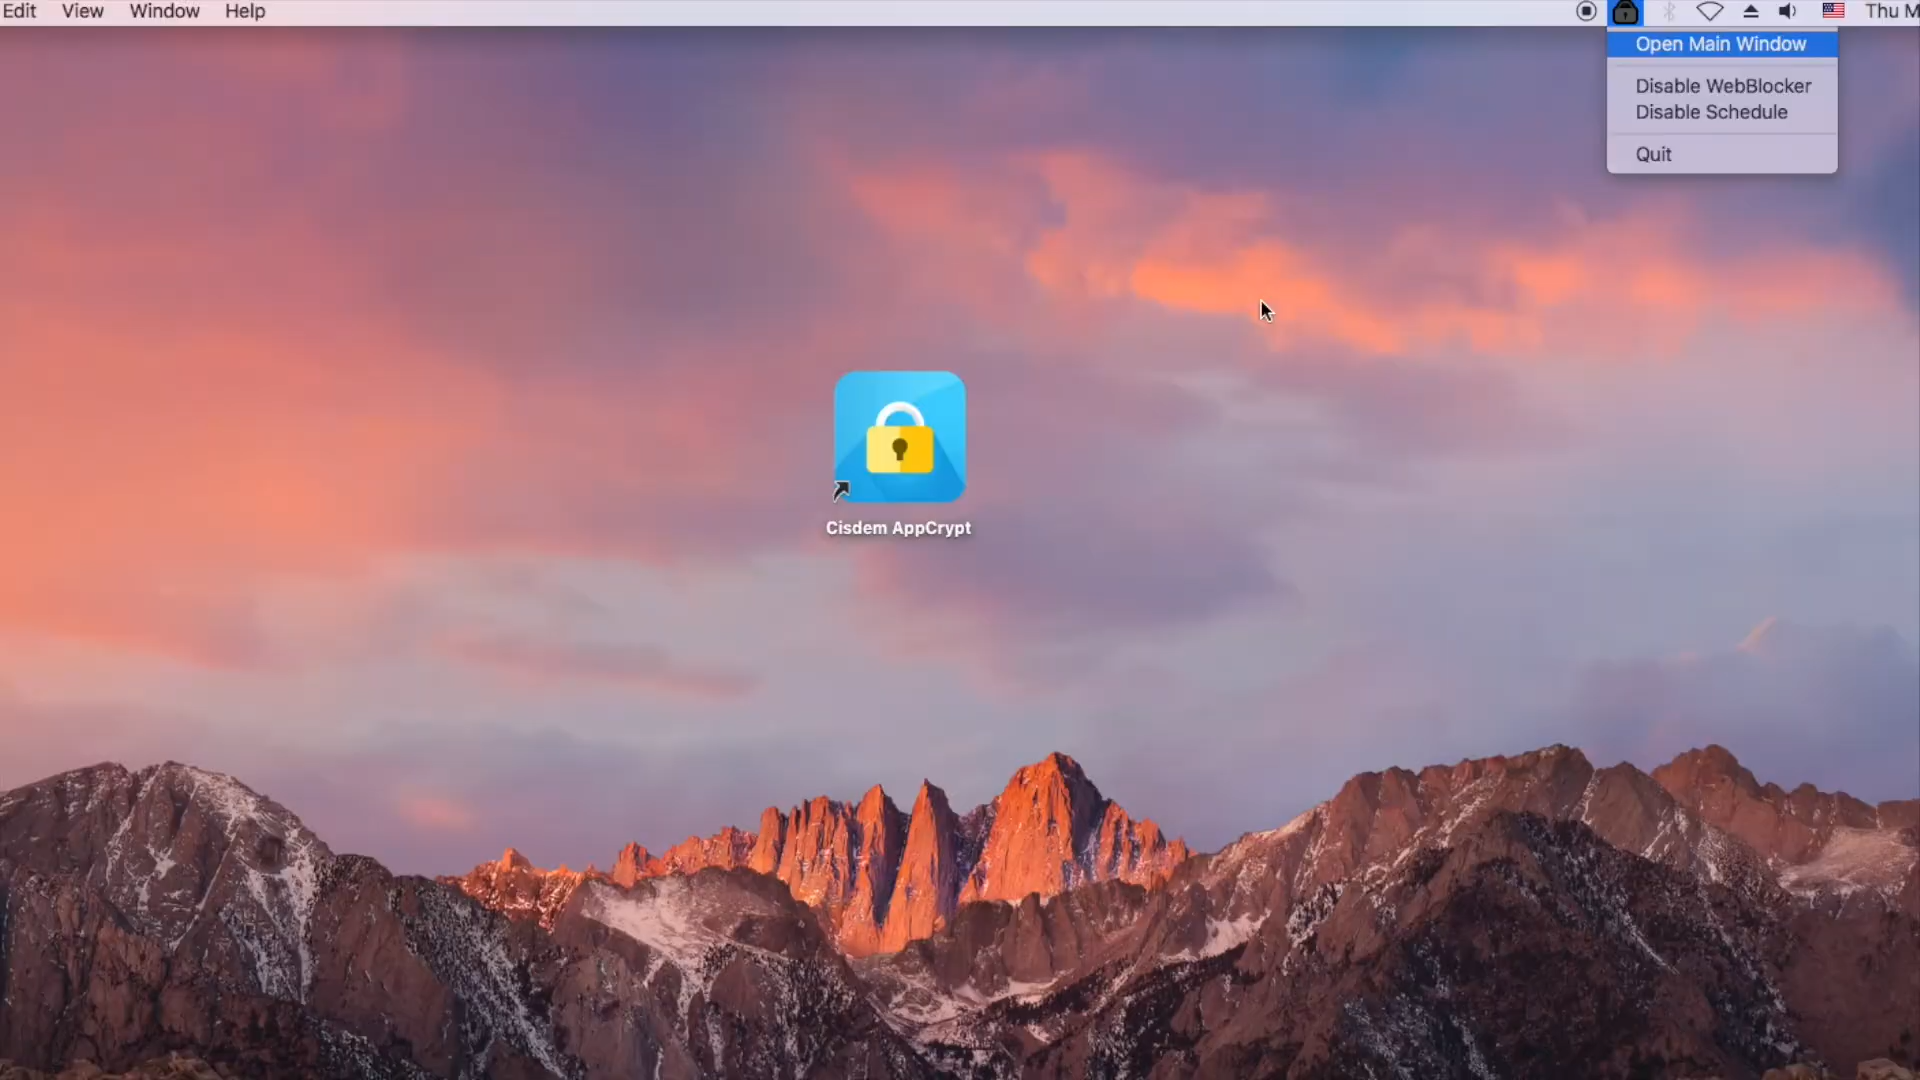 Edit View Window Help Thu M
Open Main Window
Disable WebBlocker
Disable Schedule
Quit
Cisdem AppCrypt